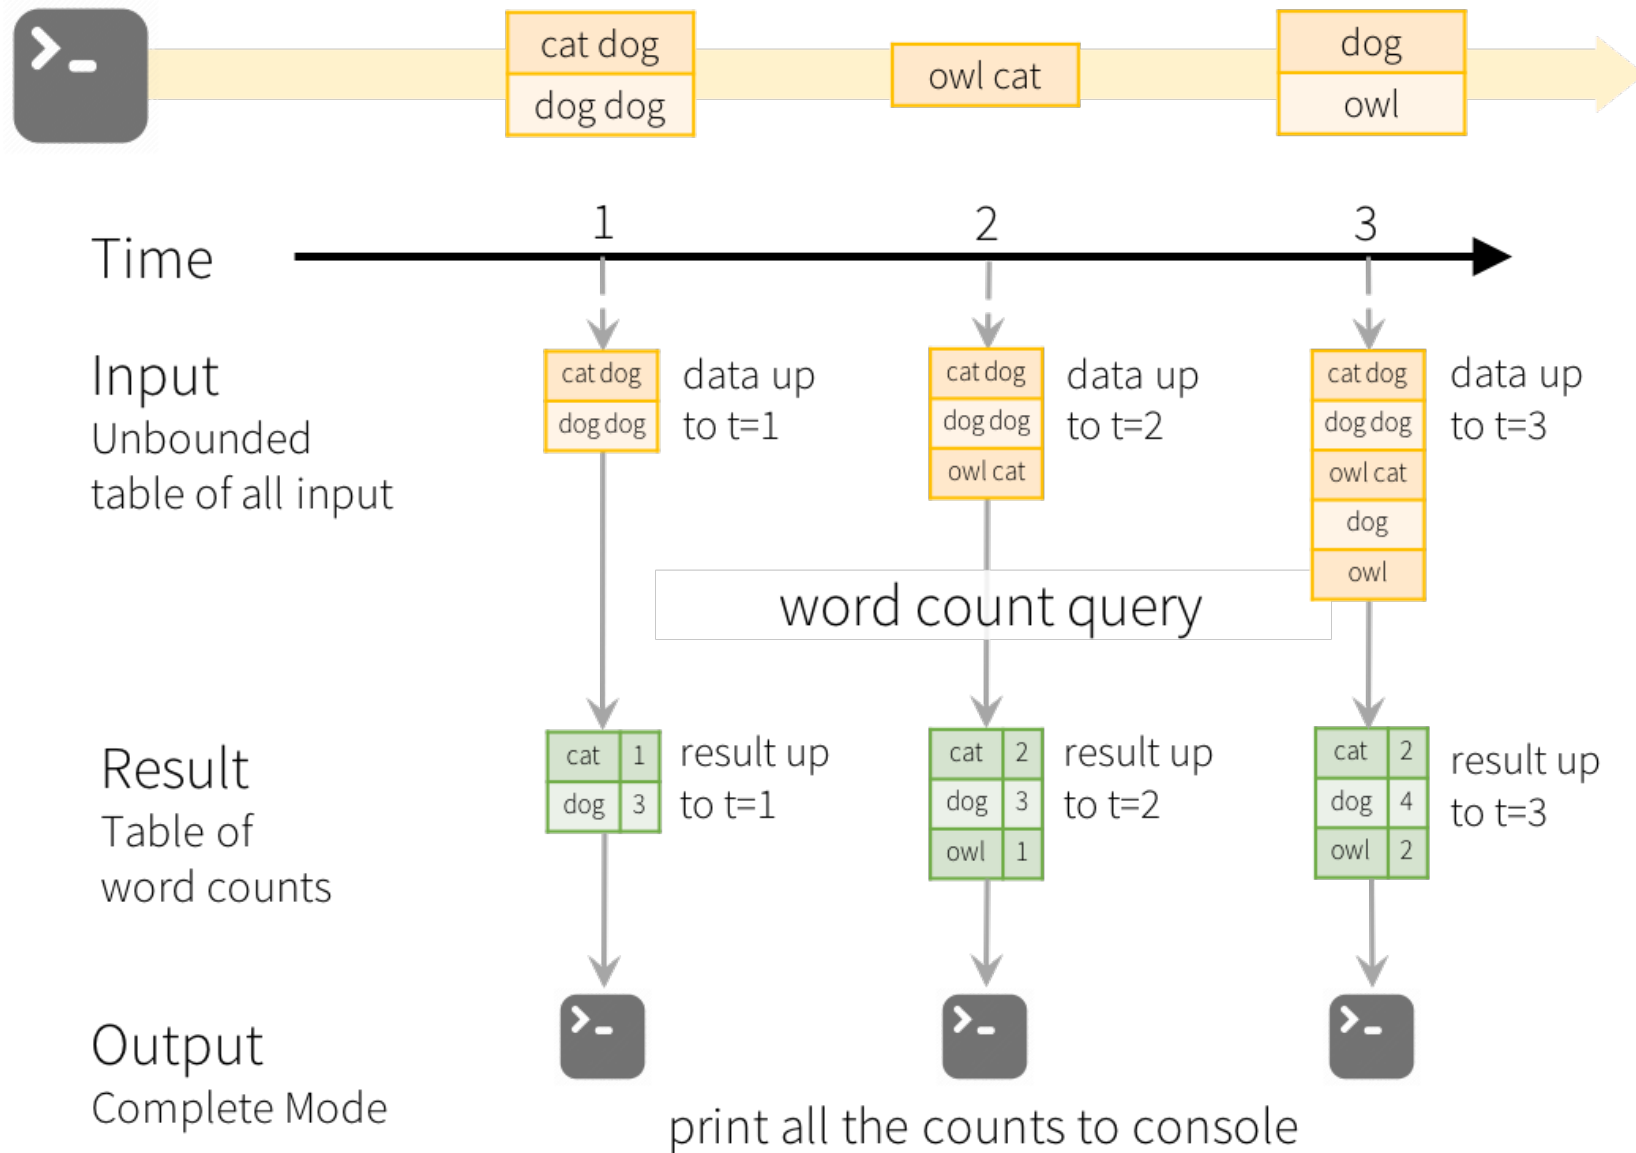 cat dog
dog dog
owl cat
dog
owl
Time
1
2
3
Input
Unbounded
table of all input
cat dog
dog dog
data up
to t=1
cat dog
dog dog
owl cat
data up
to t=2
cat dog
dog dog
owl cat
dog
owl
data up
to t=3
word count query
Result
Table of
word counts
cat 1
dog 3
result up
to t=1
cat 2
dog 3
owl 1
result up
to t=2
cat 2
dog 4
owl 2
result up
to t=3
Output
Complete Mode
print all the counts to console